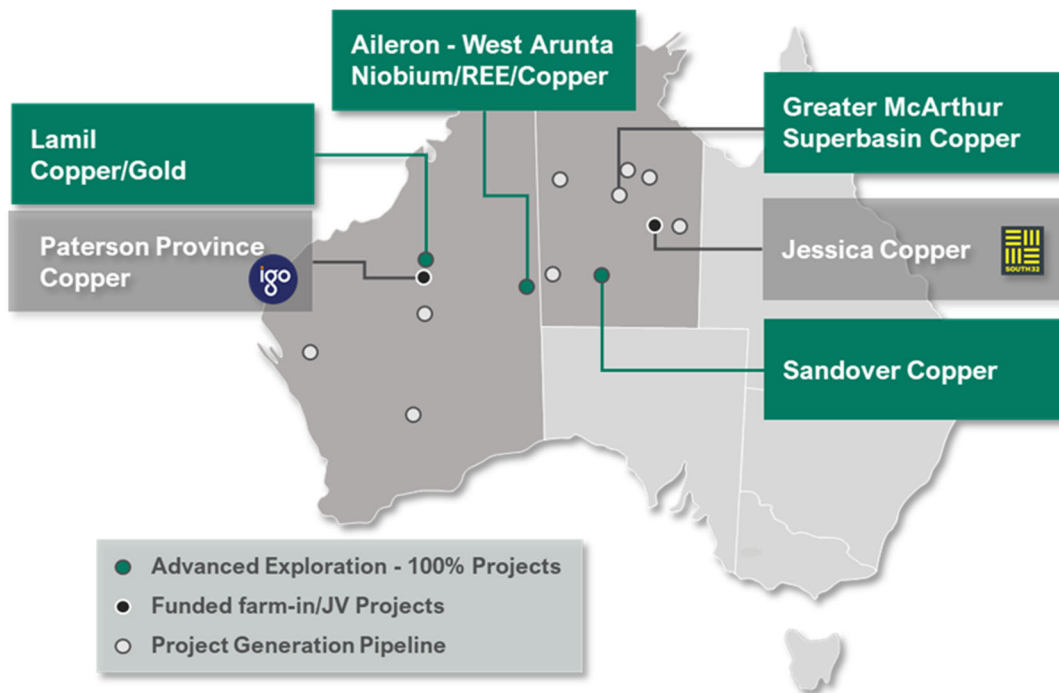 Aileron - West Arunta
Niobium/REE/Copper
Greater McArthur
Superbasin Copper
Lamil
Copper/Gold
Paterson Province
Copper
igo
Jessica Copper
SOUTH32
Sandover Copper
Advanced Exploration - 100% Projects
Funded farm-in/JV Projects
Project Generation Pipeline